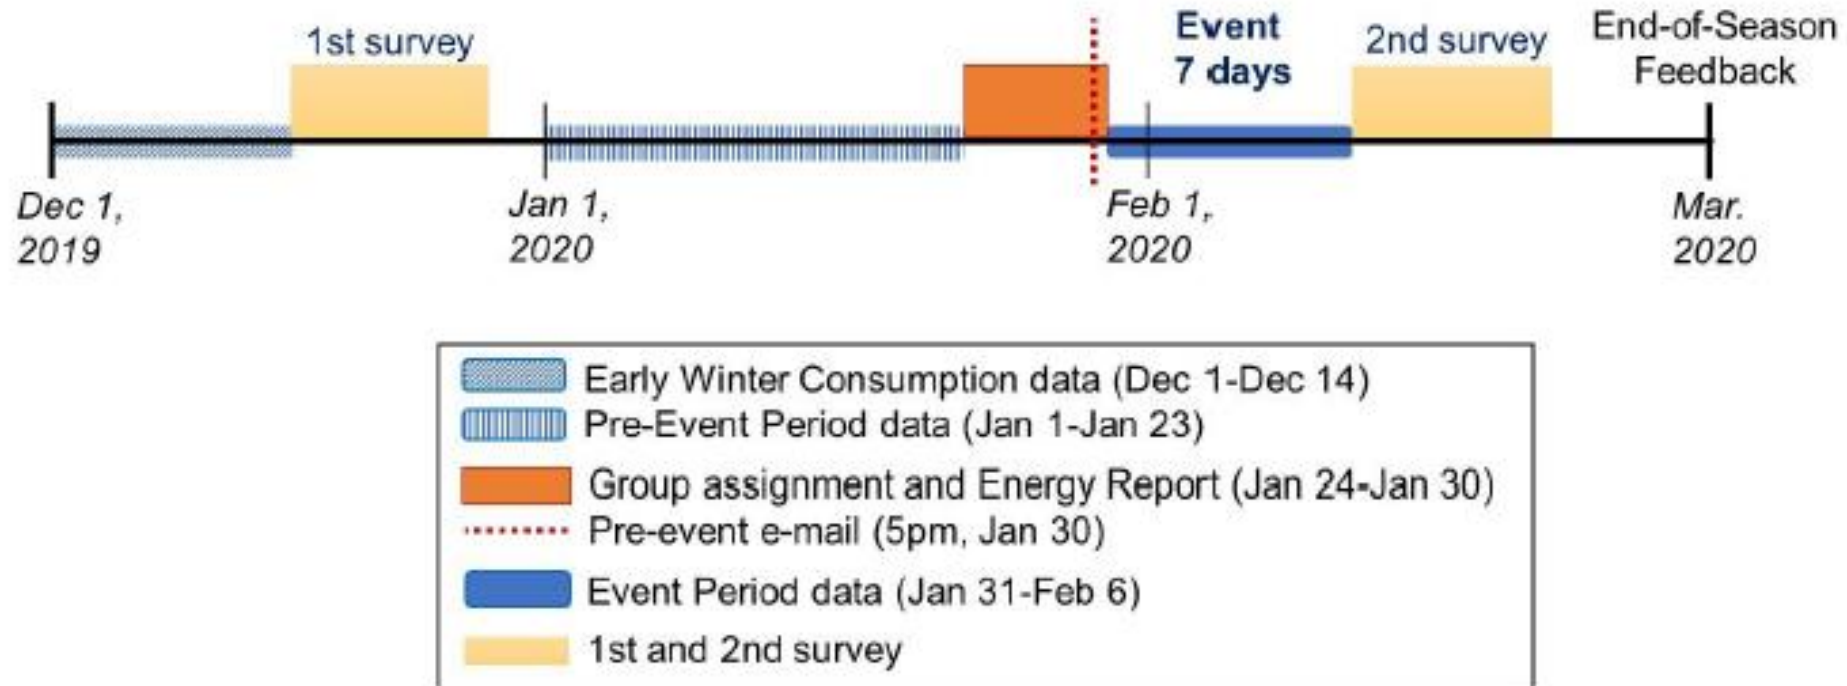 1st survey
Event
7 days
2nd survey
End-of-Season
Feedback
Dec 1,
2019
Jan 1,
2020
Feb 1,
2020
Mar.
2020
Early Winter Consumption data (Dec 1-Dec 14)
Pre-Event Period data (Jan 1-Jan 23)
Group assignment and Energy Report (Jan 24-Jan 30)
Pre-event e-mail (5pm, Jan 30)
Event Period data (Jan 31-Feb 6)
1st and 2nd survey